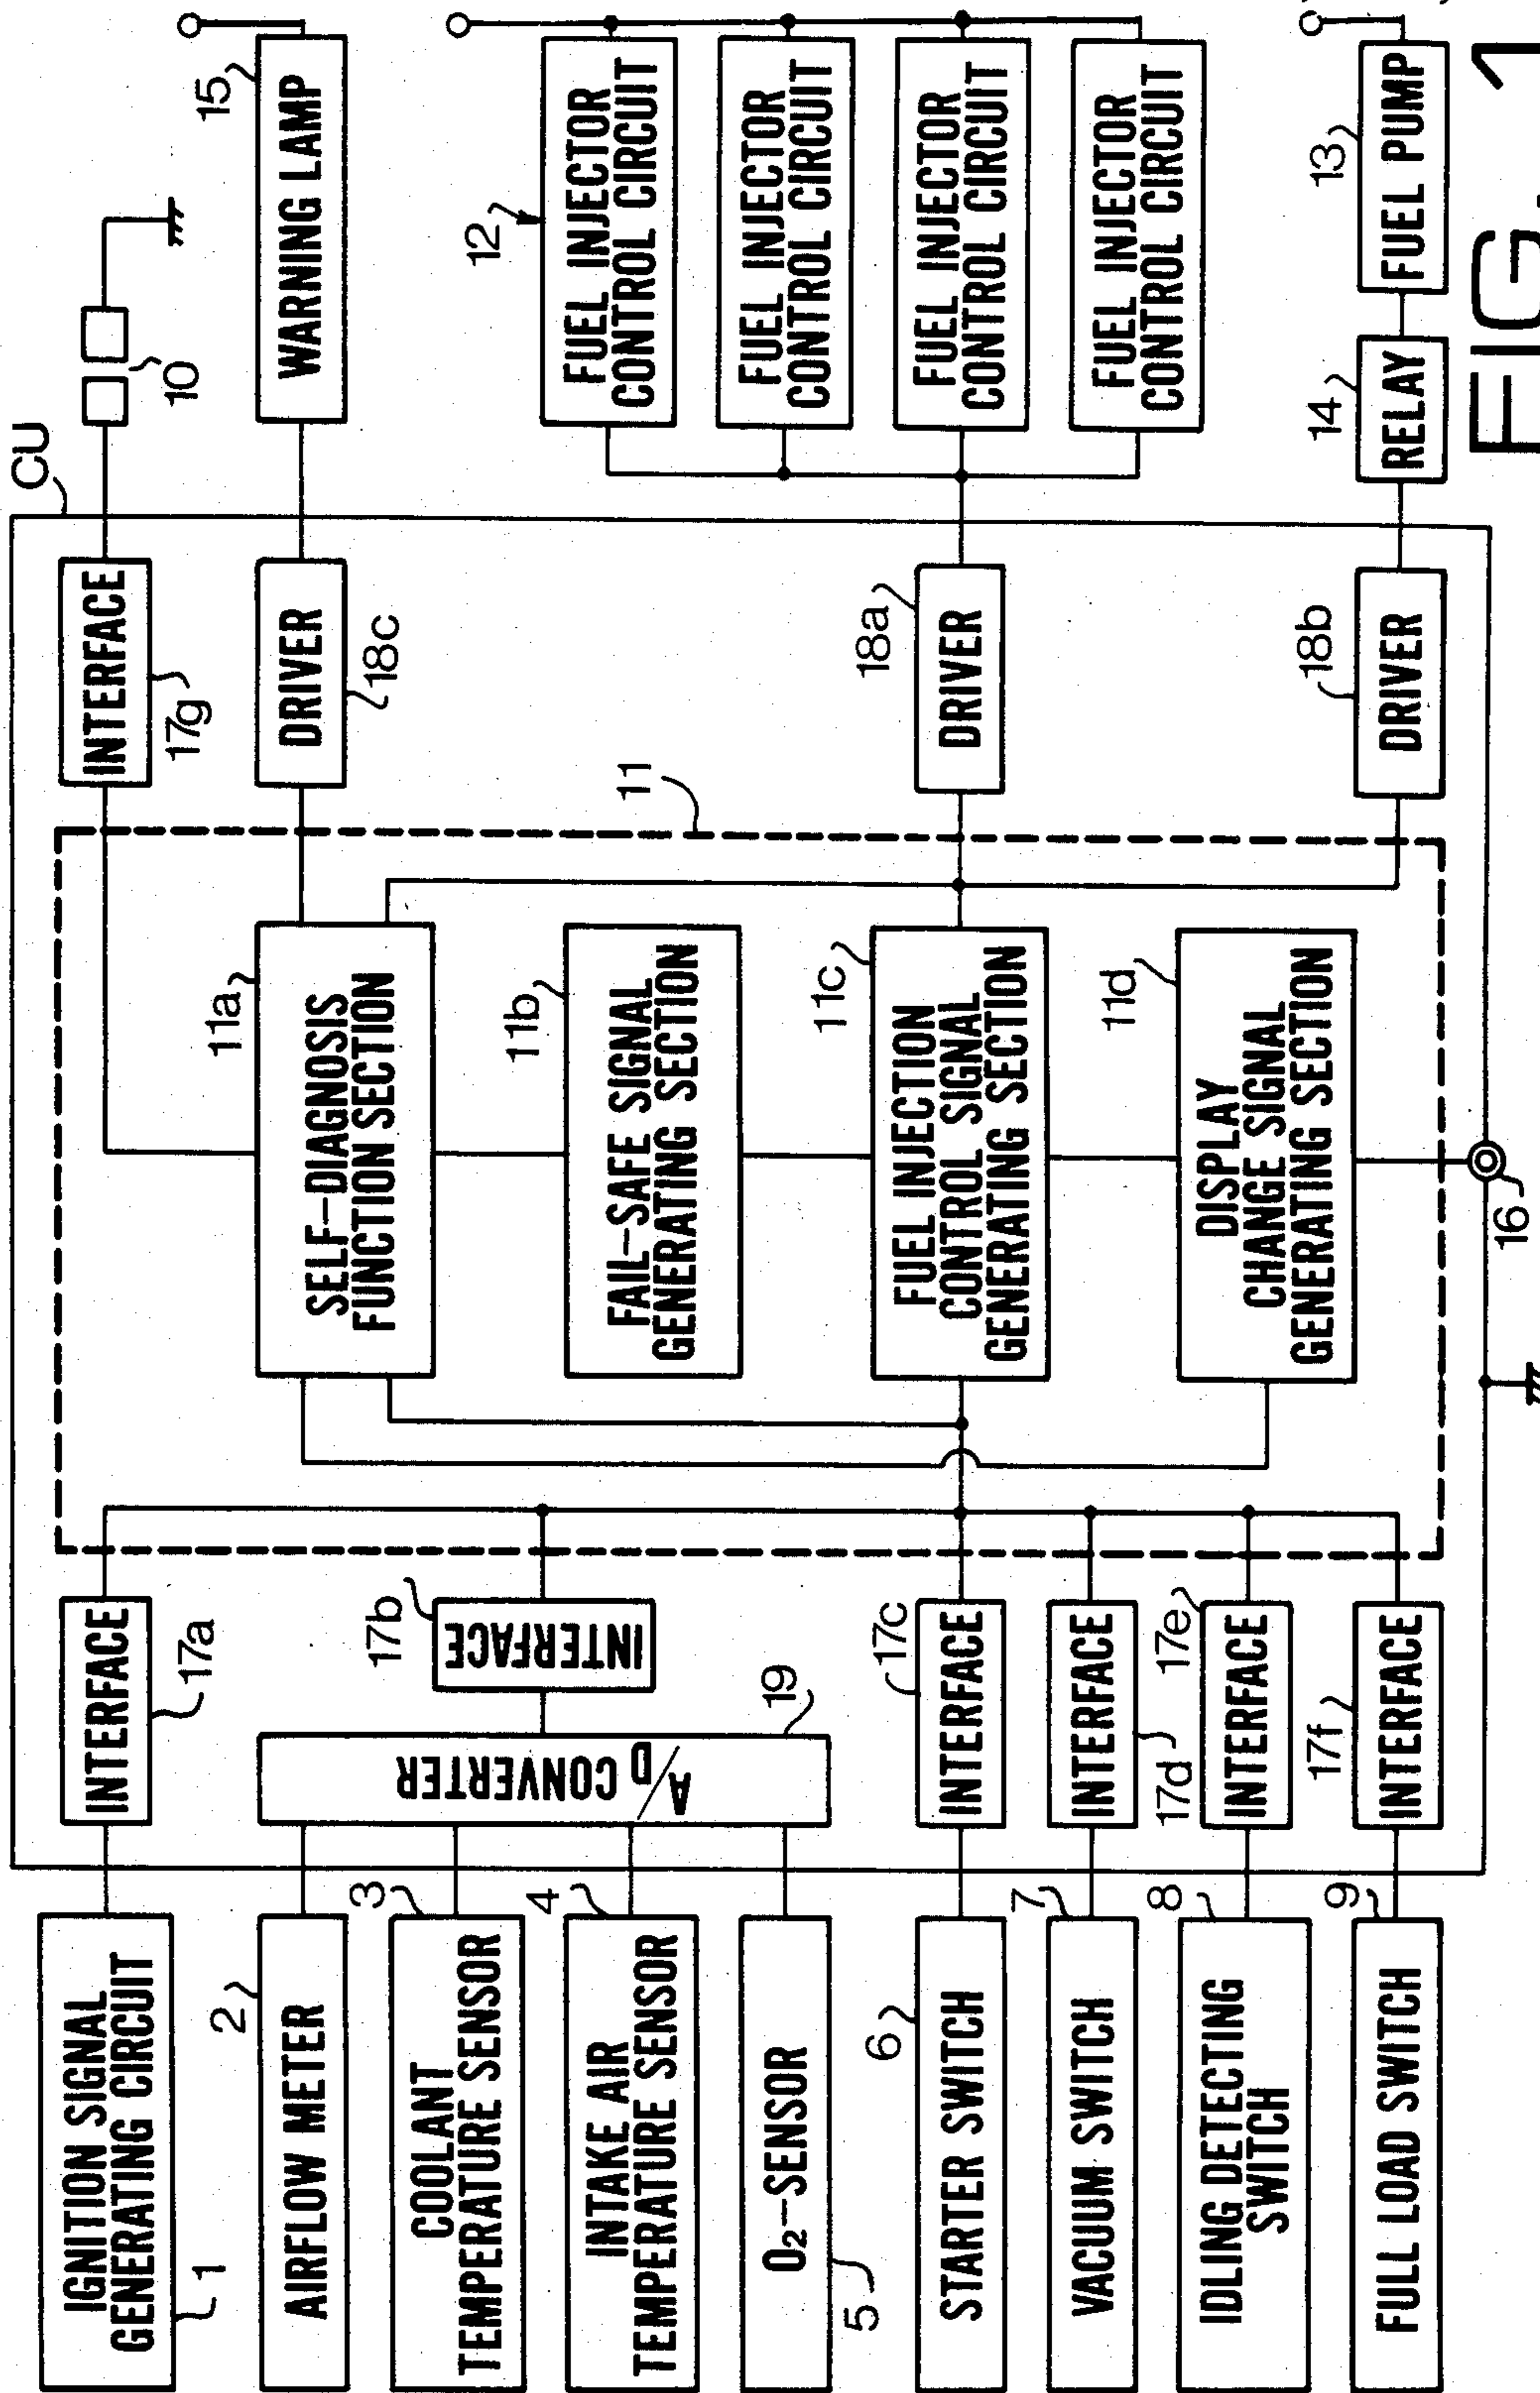 CU
IGNITION SIGNAL
GENERATING CIRCUIT
1
INTERFACE
17a
INTERFACE
17g
10
AIRFLOW METER
2
COOLANT
TEMPERATURE SENSOR
3
INTAKE AIR
TEMPERATURE SENSOR
4
O₂-SENSOR
5
A/D CONVERTER
19
INTERFACE
17b
11
SELF-DIAGNOSIS
FUNCTION SECTION
11a
DRIVER
18c
WARNING LAMP
15
FAIL-SAFE SIGNAL
GENERATING SECTION
11b
12
FUEL INJECTOR
CONTROL CIRCUIT
FUEL INJECTOR
CONTROL CIRCUIT
FUEL INJECTOR
CONTROL CIRCUIT
FUEL INJECTOR
CONTROL CIRCUIT
STARTER SWITCH
6
INTERFACE
17c
FUEL INJECTION
CONTROL SIGNAL
GENERATING SECTION
11c
DRIVER
18a
VACUUM SWITCH
7
INTERFACE
17d
IDLING DETECTING
SWITCH
8
INTERFACE
17e
DISPLAY
CHANGE SIGNAL
GENERATING SECTION
11d
FULL LOAD SWITCH
9
INTERFACE
17f
DRIVER
18b
RELAY
14
FUEL PUMP
13
16
FIG. 1